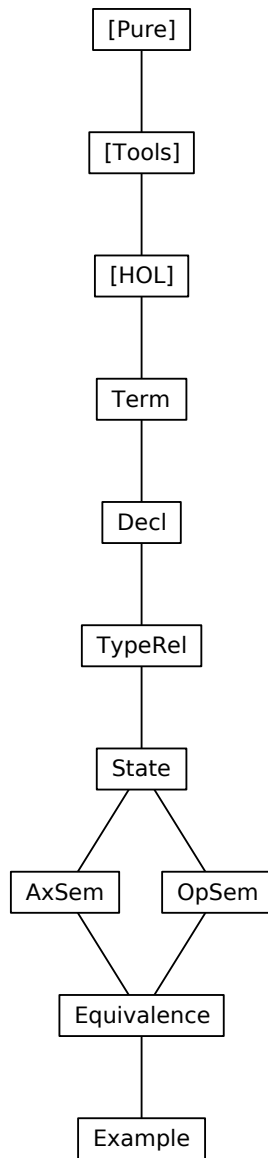 [Pure]
[Tools]
[HOL]
Term
Decl
TypeRel
State
AxSem
OpSem
Equivalence
Example